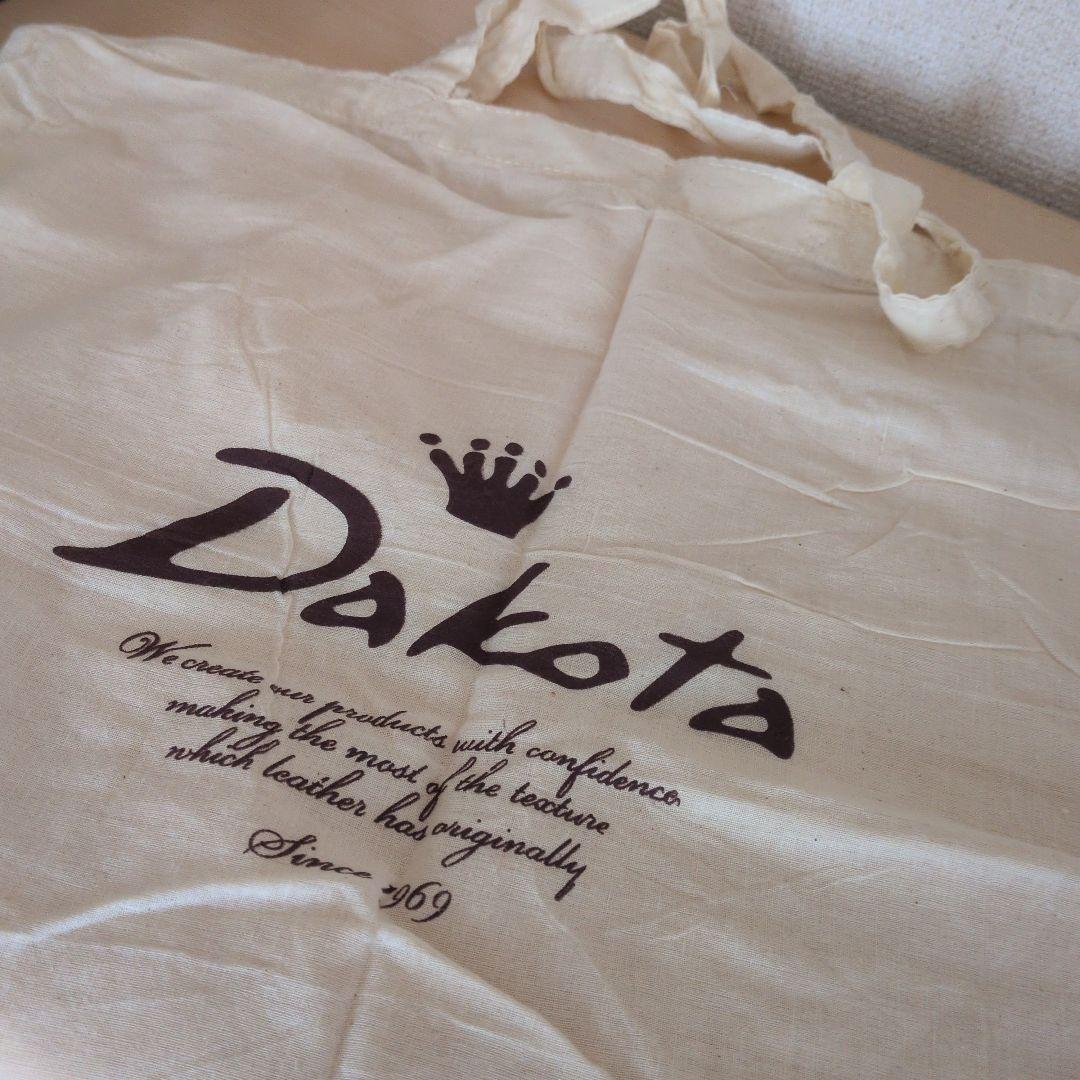 Dakota
We create our products with confidence
making the most of the texture
which leather has originally
Since 1969